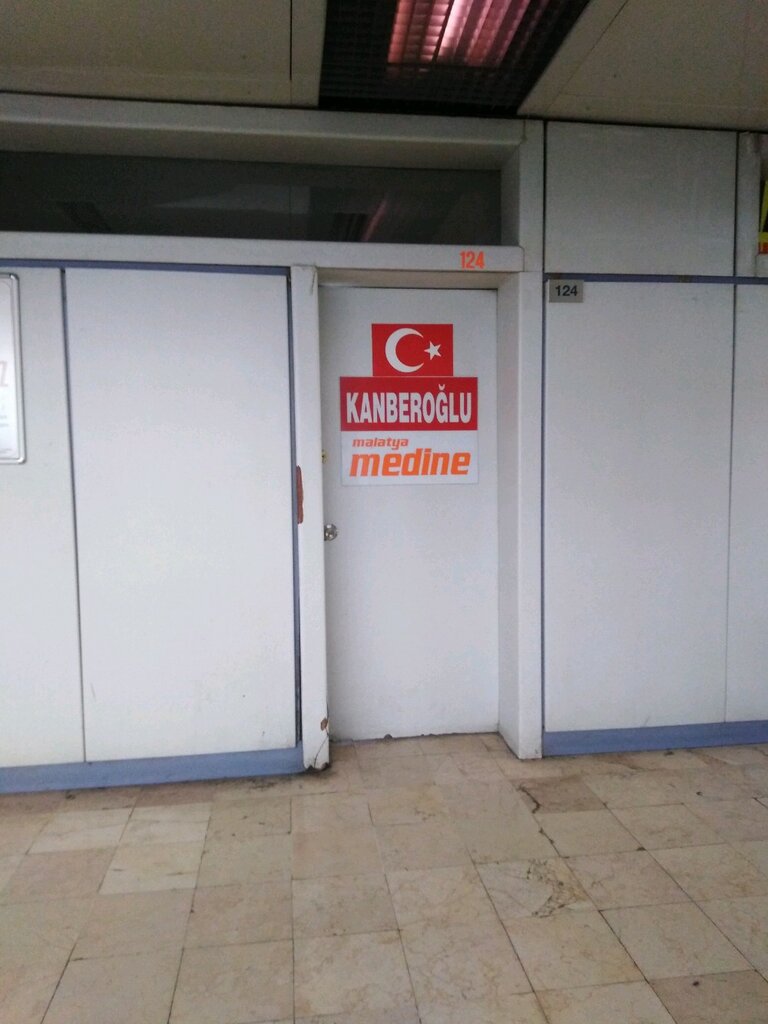 124
124
KANBEROĞLU
malatya
medine